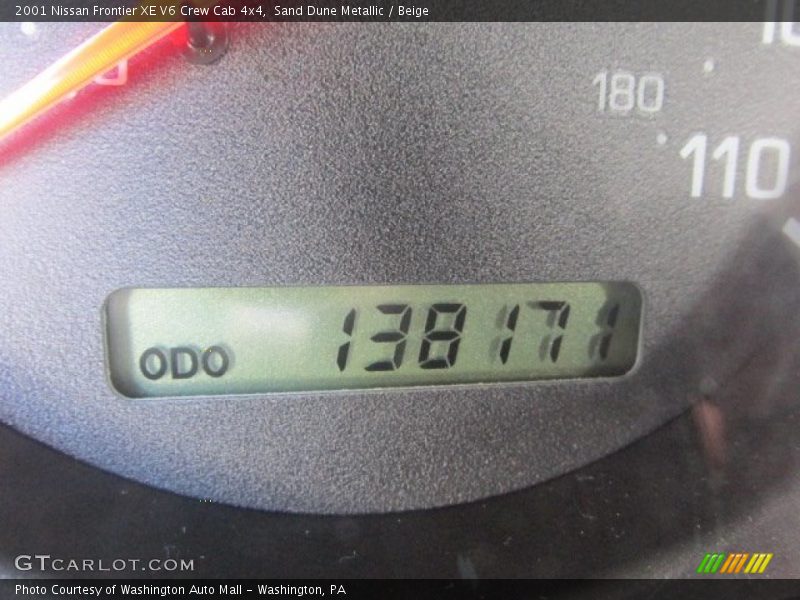 2001 Nissan Frontier XE V6 Crew Cab 4x4, Sand Dune Metallic / Beige
180
110
ODO 138171
GTCARLOT.COM
Photo Courtesy of Washington Auto Mall - Washington, PA